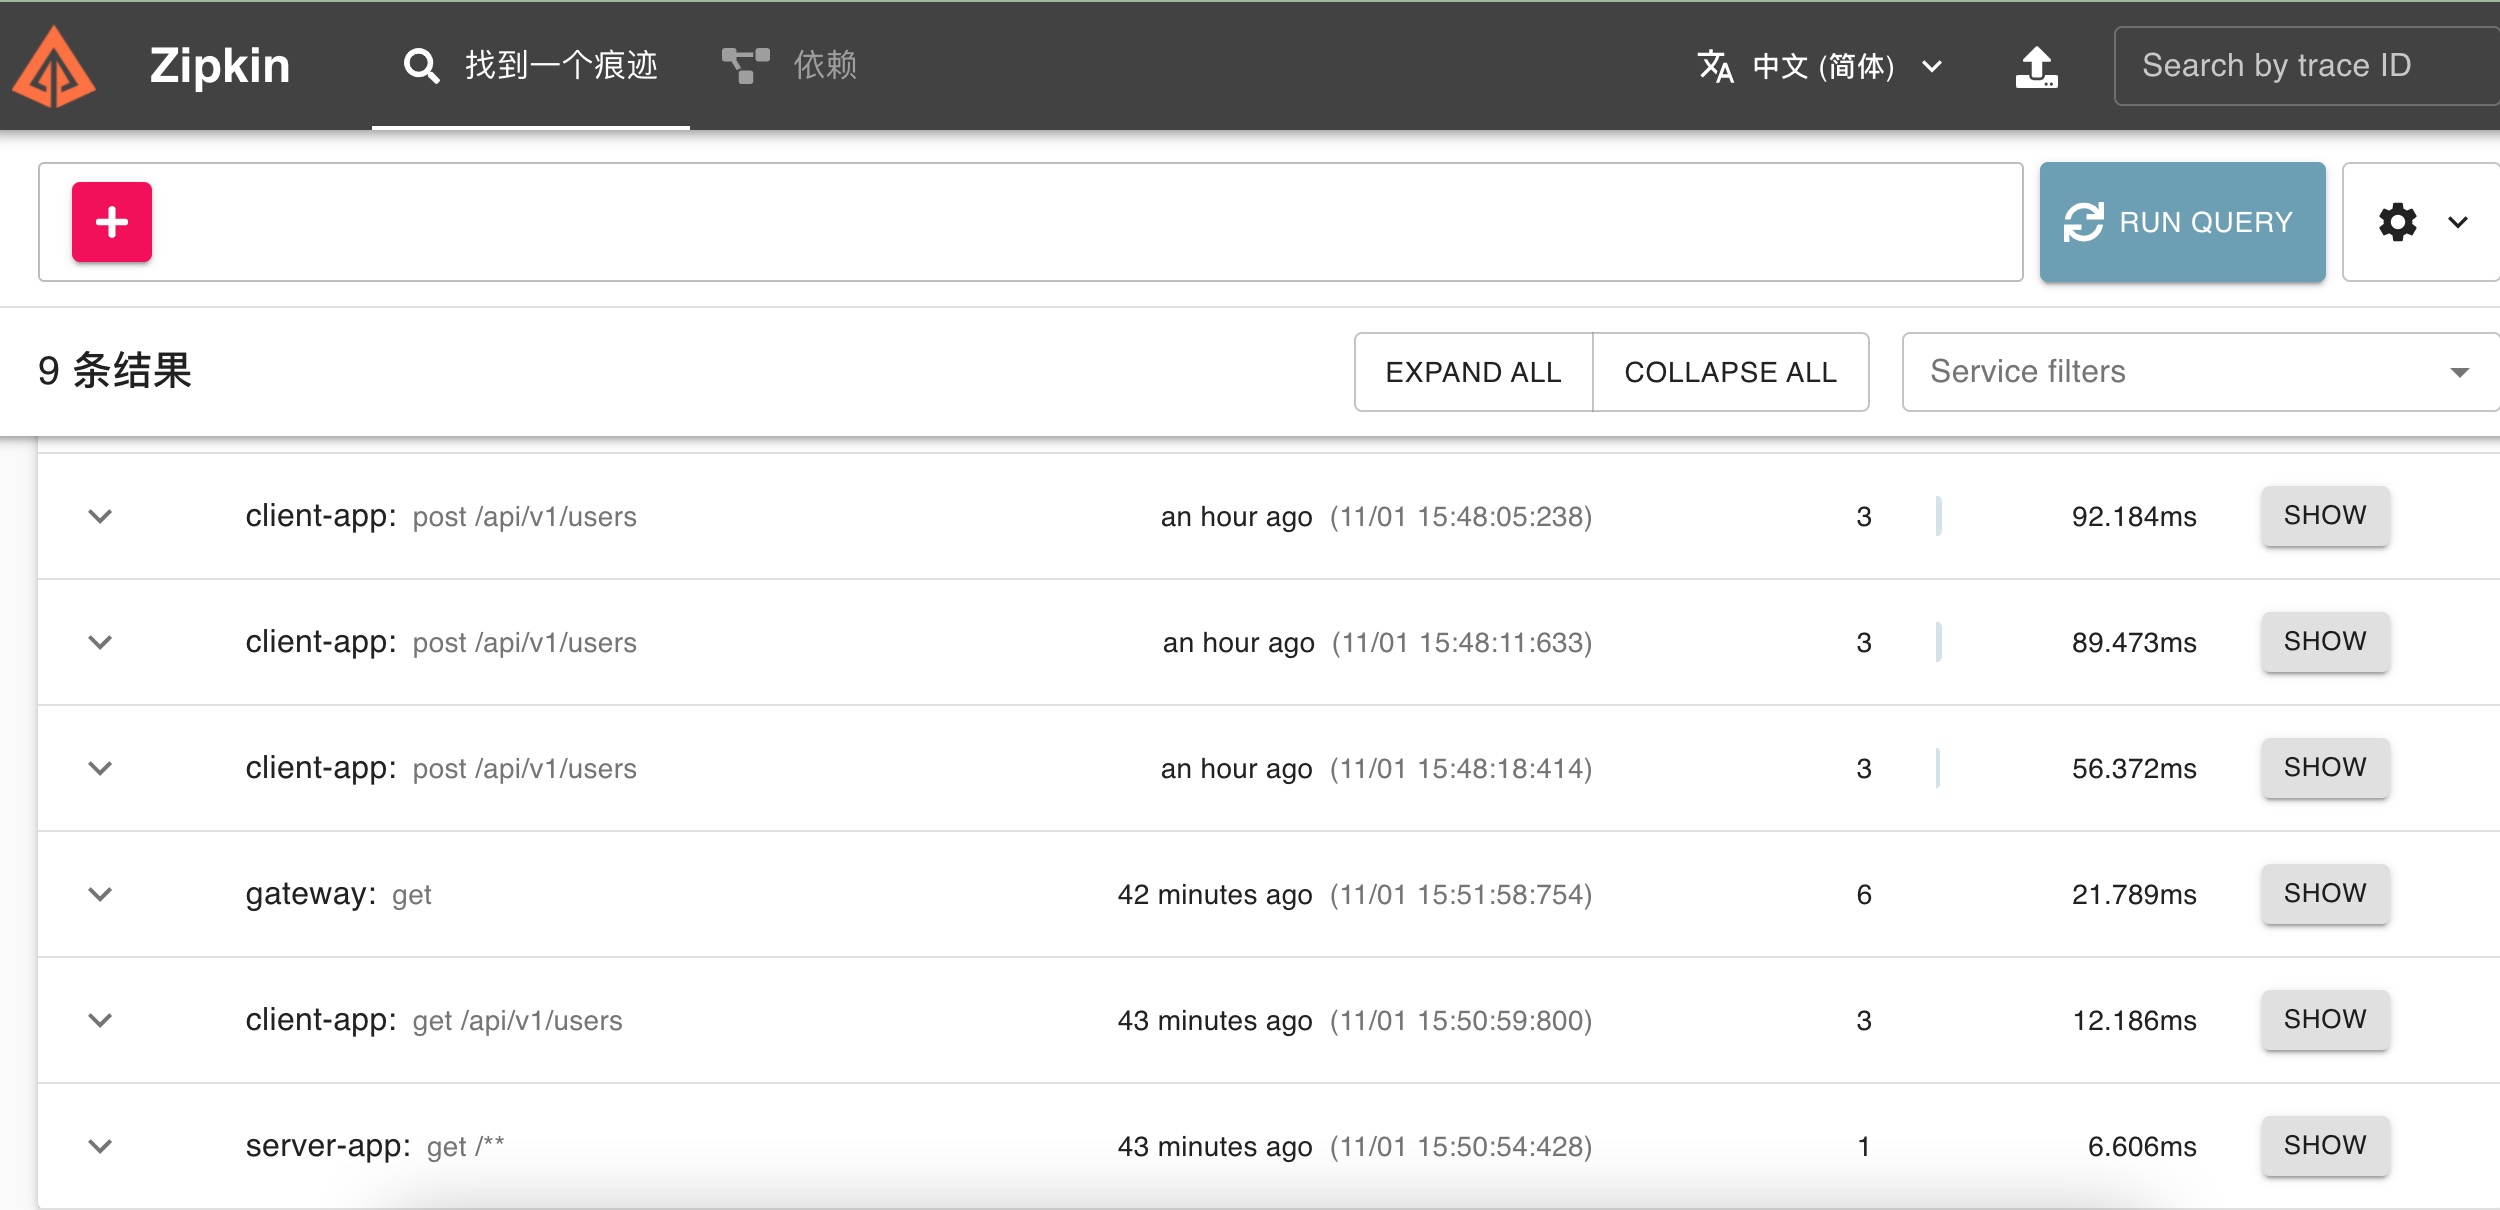 Zipkin 找到一个痕迹 依赖 中文 (简体) Search by trace ID
RUN QUERY
9 条结果 EXPAND ALL COLLAPSE ALL Service filters
client-app: post /api/v1/users an hour ago (11/01 15:48:05:238) 3 92.184ms SHOW
client-app: post /api/v1/users an hour ago (11/01 15:48:11:633) 3 89.473ms SHOW
client-app: post /api/v1/users an hour ago (11/01 15:48:18:414) 3 56.372ms SHOW
gateway: get 42 minutes ago (11/01 15:51:58:754) 6 21.789ms SHOW
client-app: get /api/v1/users 43 minutes ago (11/01 15:50:59:800) 3 12.186ms SHOW
server-app: get /** 43 minutes ago (11/01 15:50:54:428) 1 6.606ms SHOW